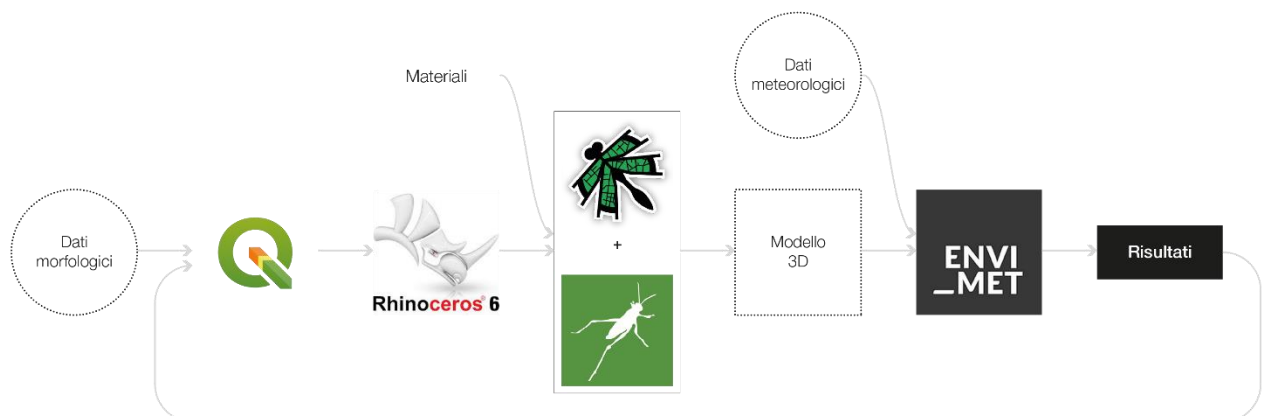 Materiali
Dati
meteorologici
Dati
morfologici
Rhinoceros® 6
+
Modello
3D
ENVI
_MET
Risultati